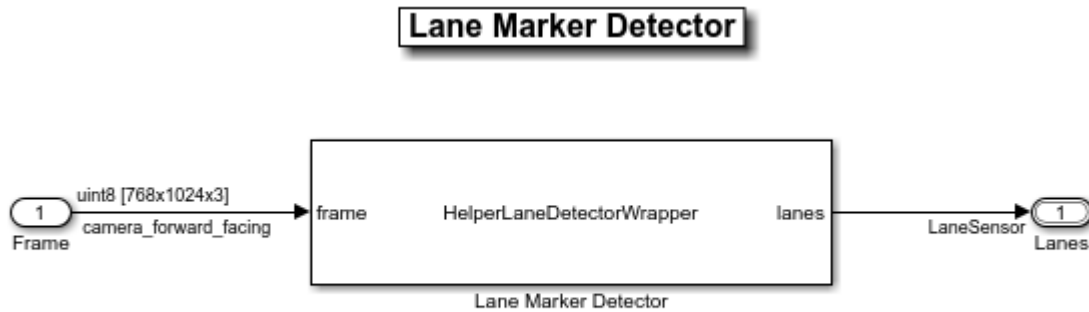 Lane Marker Detector
uint8 [768x1024x3]
1
camera_forward_facing
Frame
frame
HelperLaneDetectorWrapper
lanes
Lane Marker Detector
LaneSensor
1
Lanes